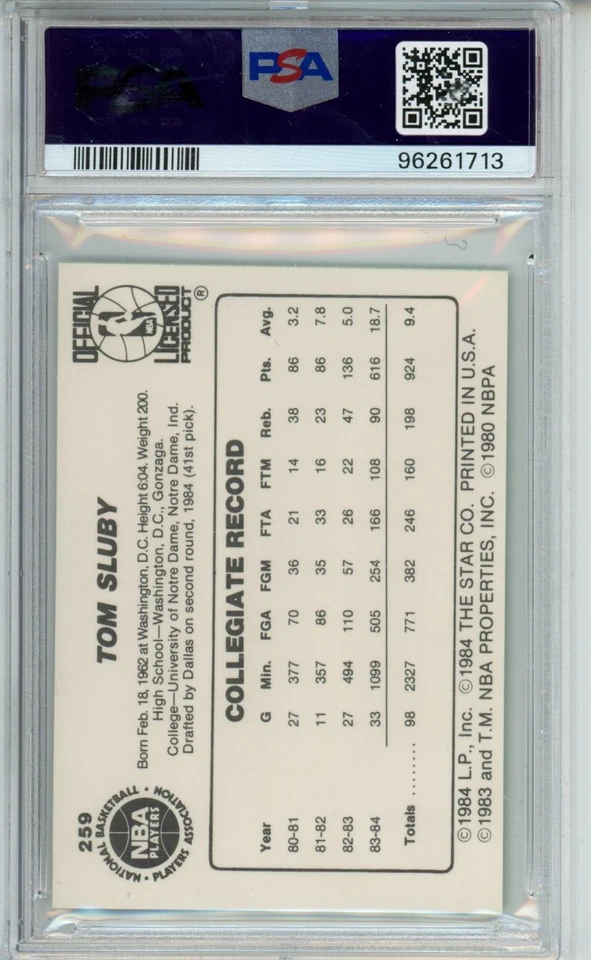 PSA
PSA
96261713
259
NATIONAL BASKETBALL
NBA
PLAYERS
PLAYERS ASSOCIATION
TOM SLUBY
OFFICIAL
NBA
LICENSED
PRODUCT ®
Born Feb. 18, 1962 at Washington, D.C. Height 6:04. Weight 200.
High School—Washington, D.C., Gonzaga.
College—University of Notre Dame, Notre Dame, Ind.
Drafted by Dallas on second round, 1984 (41st pick).
COLLEGIATE RECORD
Year G Min. FGA FGM FTA FTM Reb. Pts. Avg.
80-81 27 377 70 36 21 14 38 86 3.2
81-82 11 357 86 35 33 16 23 86 7.8
82-83 27 494 110 57 26 22 47 136 5.0
83-84 33 1099 505 254 166 108 90 616 18.7
Totals ........ 98 2327 771 382 246 160 198 924 9.4
©1984 L.P., Inc. ©1984 THE STAR CO. PRINTED IN U.S.A.
©1983 and T.M. NBA PROPERTIES, INC. ©1980 NBPA